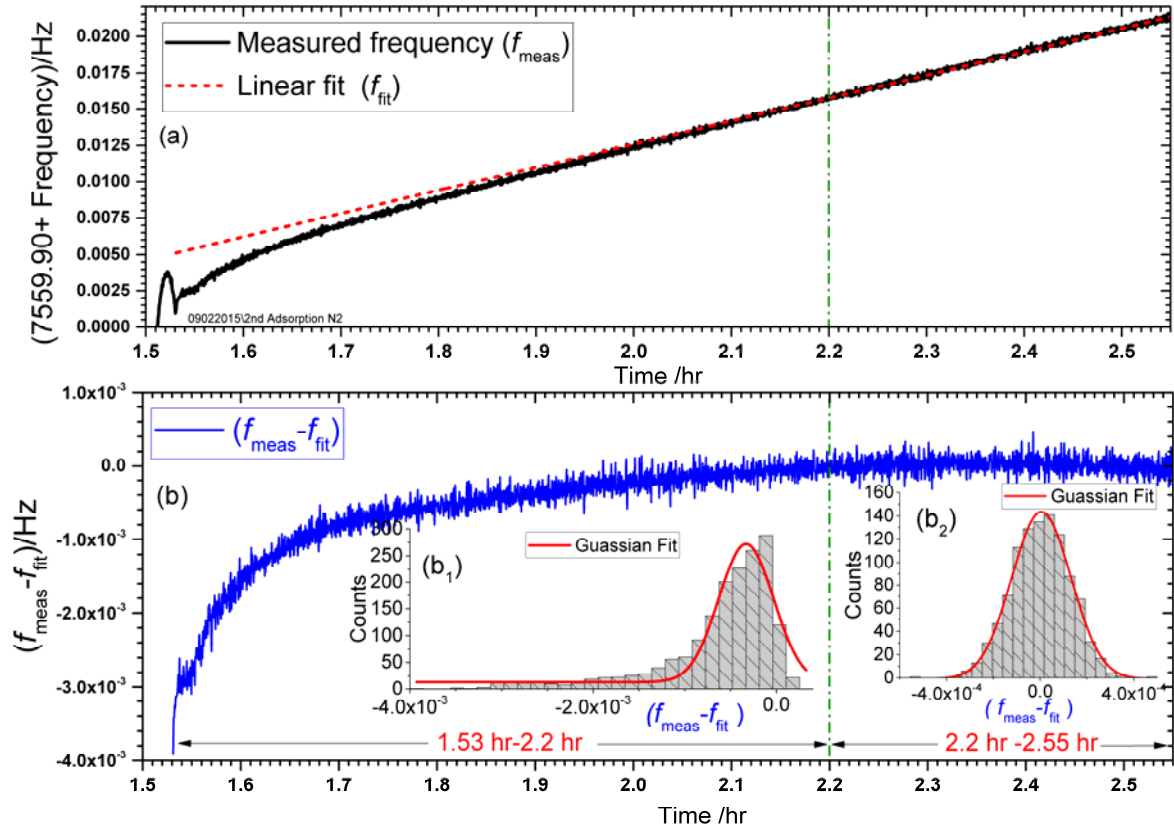 (7559.90+ Frequency)/Hz
0.0200
0.0175
0.0150
0.0125
0.0100
0.0075
0.0050
0.0025
0.0000
Measured frequency (fmeas)
Linear fit (ffit)
(a)
09022015\2nd Adsorption N2
1.5 1.6 1.7 1.8 1.9 2.0 2.1 2.2 2.3 2.4 2.5
Time /hr
(fmeas-ffit)/Hz
1.0x10-3
0.0
-1.0x10-3
-2.0x10-3
-3.0x10-3
-4.0x10-3
(fmeas-ffit)
(b)
Counts
300
250
200
150
100
50
0
(b1)
Guassian Fit
-4.0x10-3 -2.0x10-3 0.0
(fmeas-ffit)
Counts
160
140
120
100
80
60
40
20
0
Guassian Fit
(b2)
-4.0x10-4 0.0 4.0x10-4
(fmeas-ffit)
1.53 hr-2.2 hr
2.2 hr -2.55 hr
1.5 1.6 1.7 1.8 1.9 2.0 2.1 2.2 2.3 2.4 2.5
Time /hr